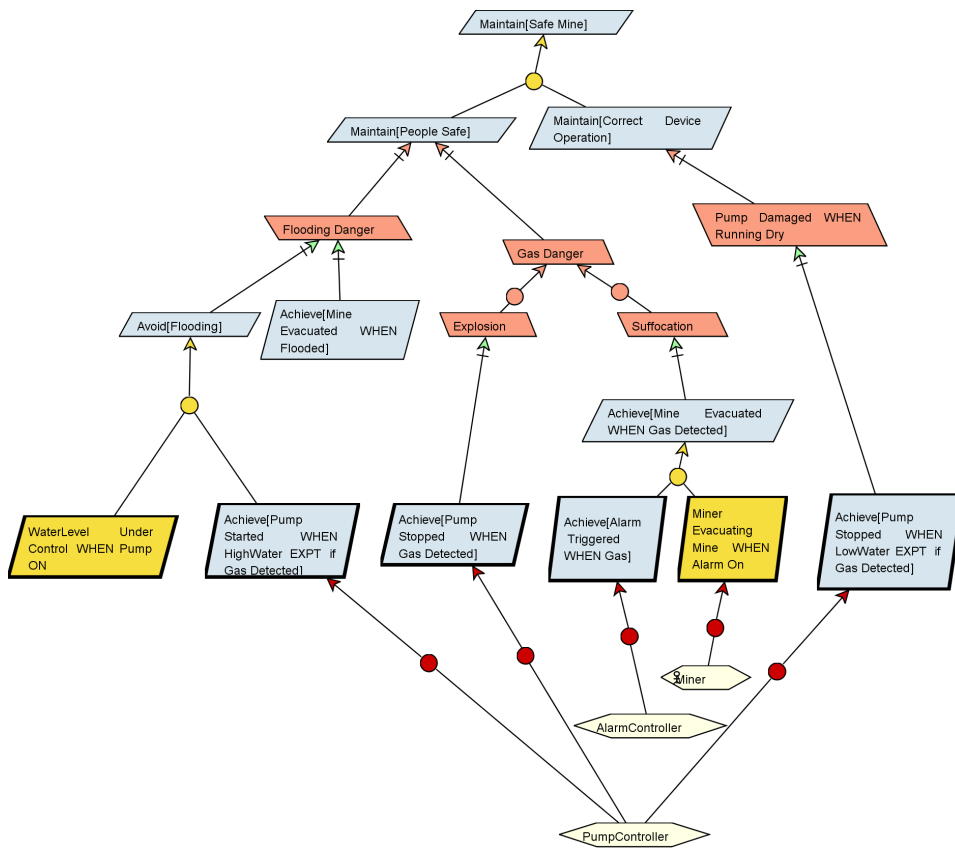 Maintain[Safe Mine]
Maintain[People Safe]
Maintain[Correct Device
Operation]
Flooding Danger
Gas Danger
Pump Damaged WHEN
Running Dry
Avoid[Flooding]
Achieve[Mine
Evacuated WHEN
Flooded]
Explosion
Suffocation
Achieve[Mine Evacuated
WHEN Gas Detected]
WaterLevel Under
Control WHEN Pump
ON
Achieve[Pump
Started WHEN
HighWater EXPT if
Gas Detected]
Achieve[Pump
Stopped WHEN
Gas Detected]
Achieve[Alarm
Triggered
WHEN Gas]
Miner
Evacuating
Mine WHEN
Alarm On
Achieve[Pump
Stopped WHEN
LowWater EXPT if
Gas Detected]
Miner
AlarmController
PumpController